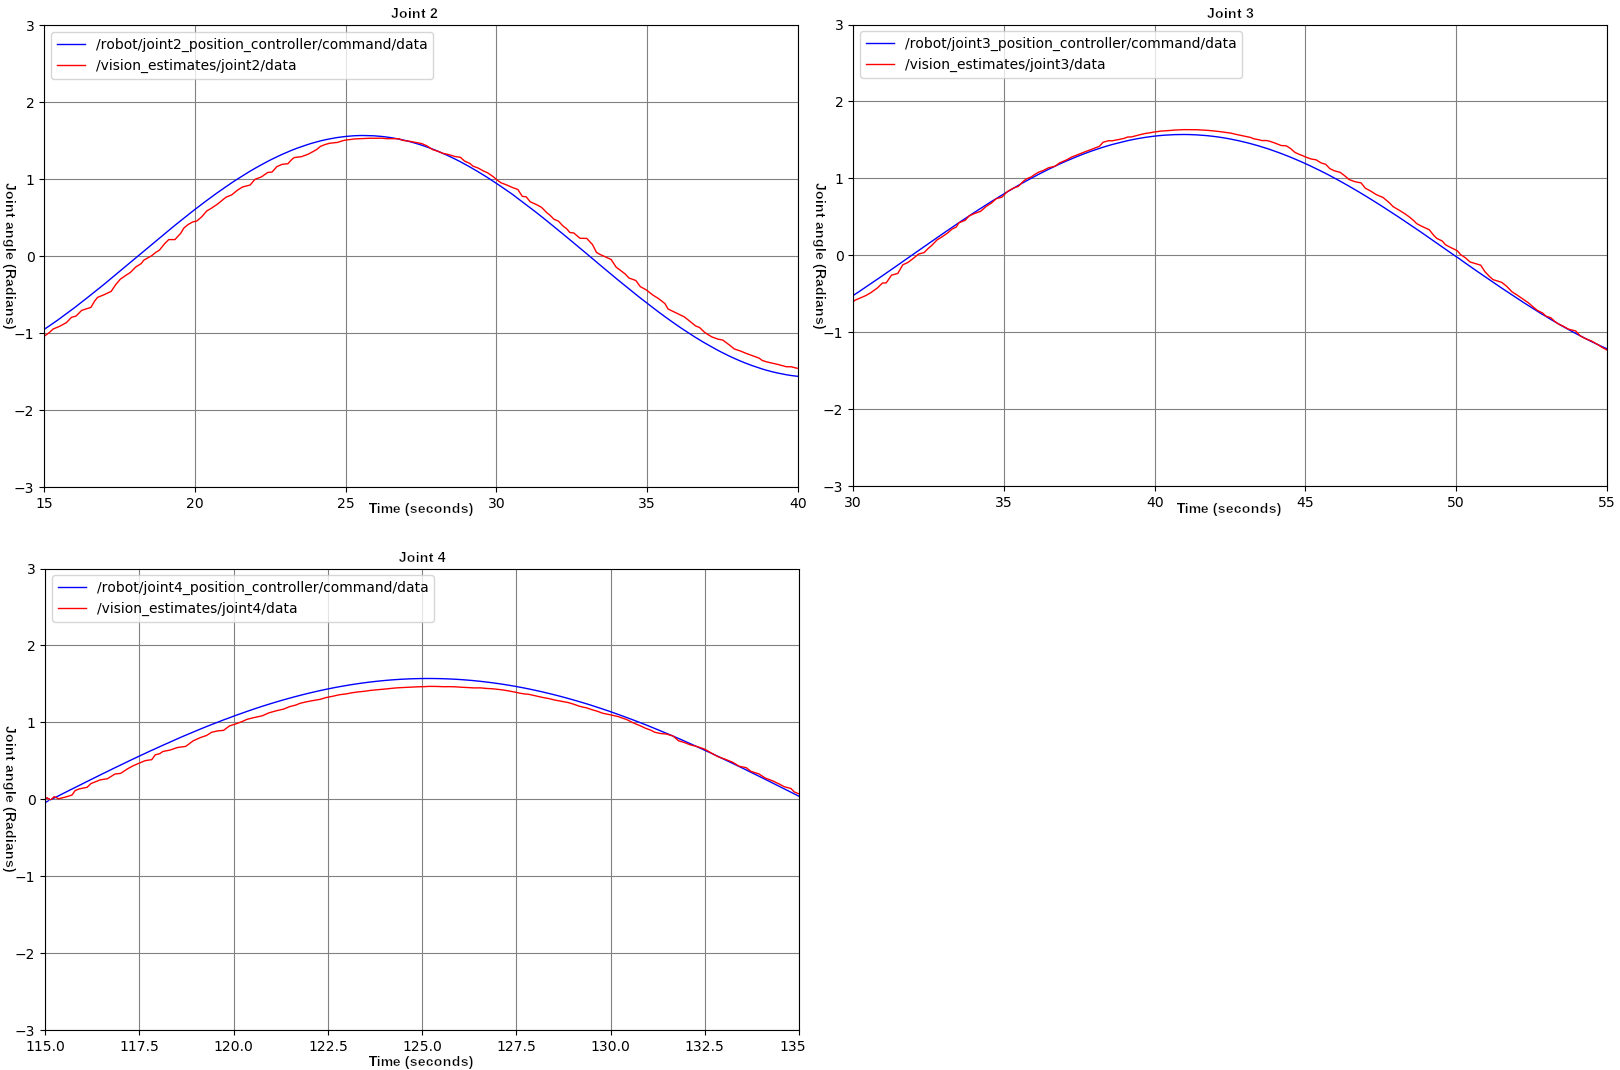 Joint 2
3
2
1
0
−1
−2
−3
Joint angle (Radians)
/robot/joint2_position_controller/command/data
/vision_estimates/joint2/data
15 20 25 30 35 40
Time (seconds)
Joint 3
3
2
1
0
−1
−2
−3
Joint angle (Radians)
/robot/joint3_position_controller/command/data
/vision_estimates/joint3/data
30 35 40 45 50 55
Time (seconds)
Joint 4
3
2
1
0
−1
−2
−3
Joint angle (Radians)
/robot/joint4_position_controller/command/data
/vision_estimates/joint4/data
115.0 117.5 120.0 122.5 125.0 127.5 130.0 132.5 135
Time (seconds)